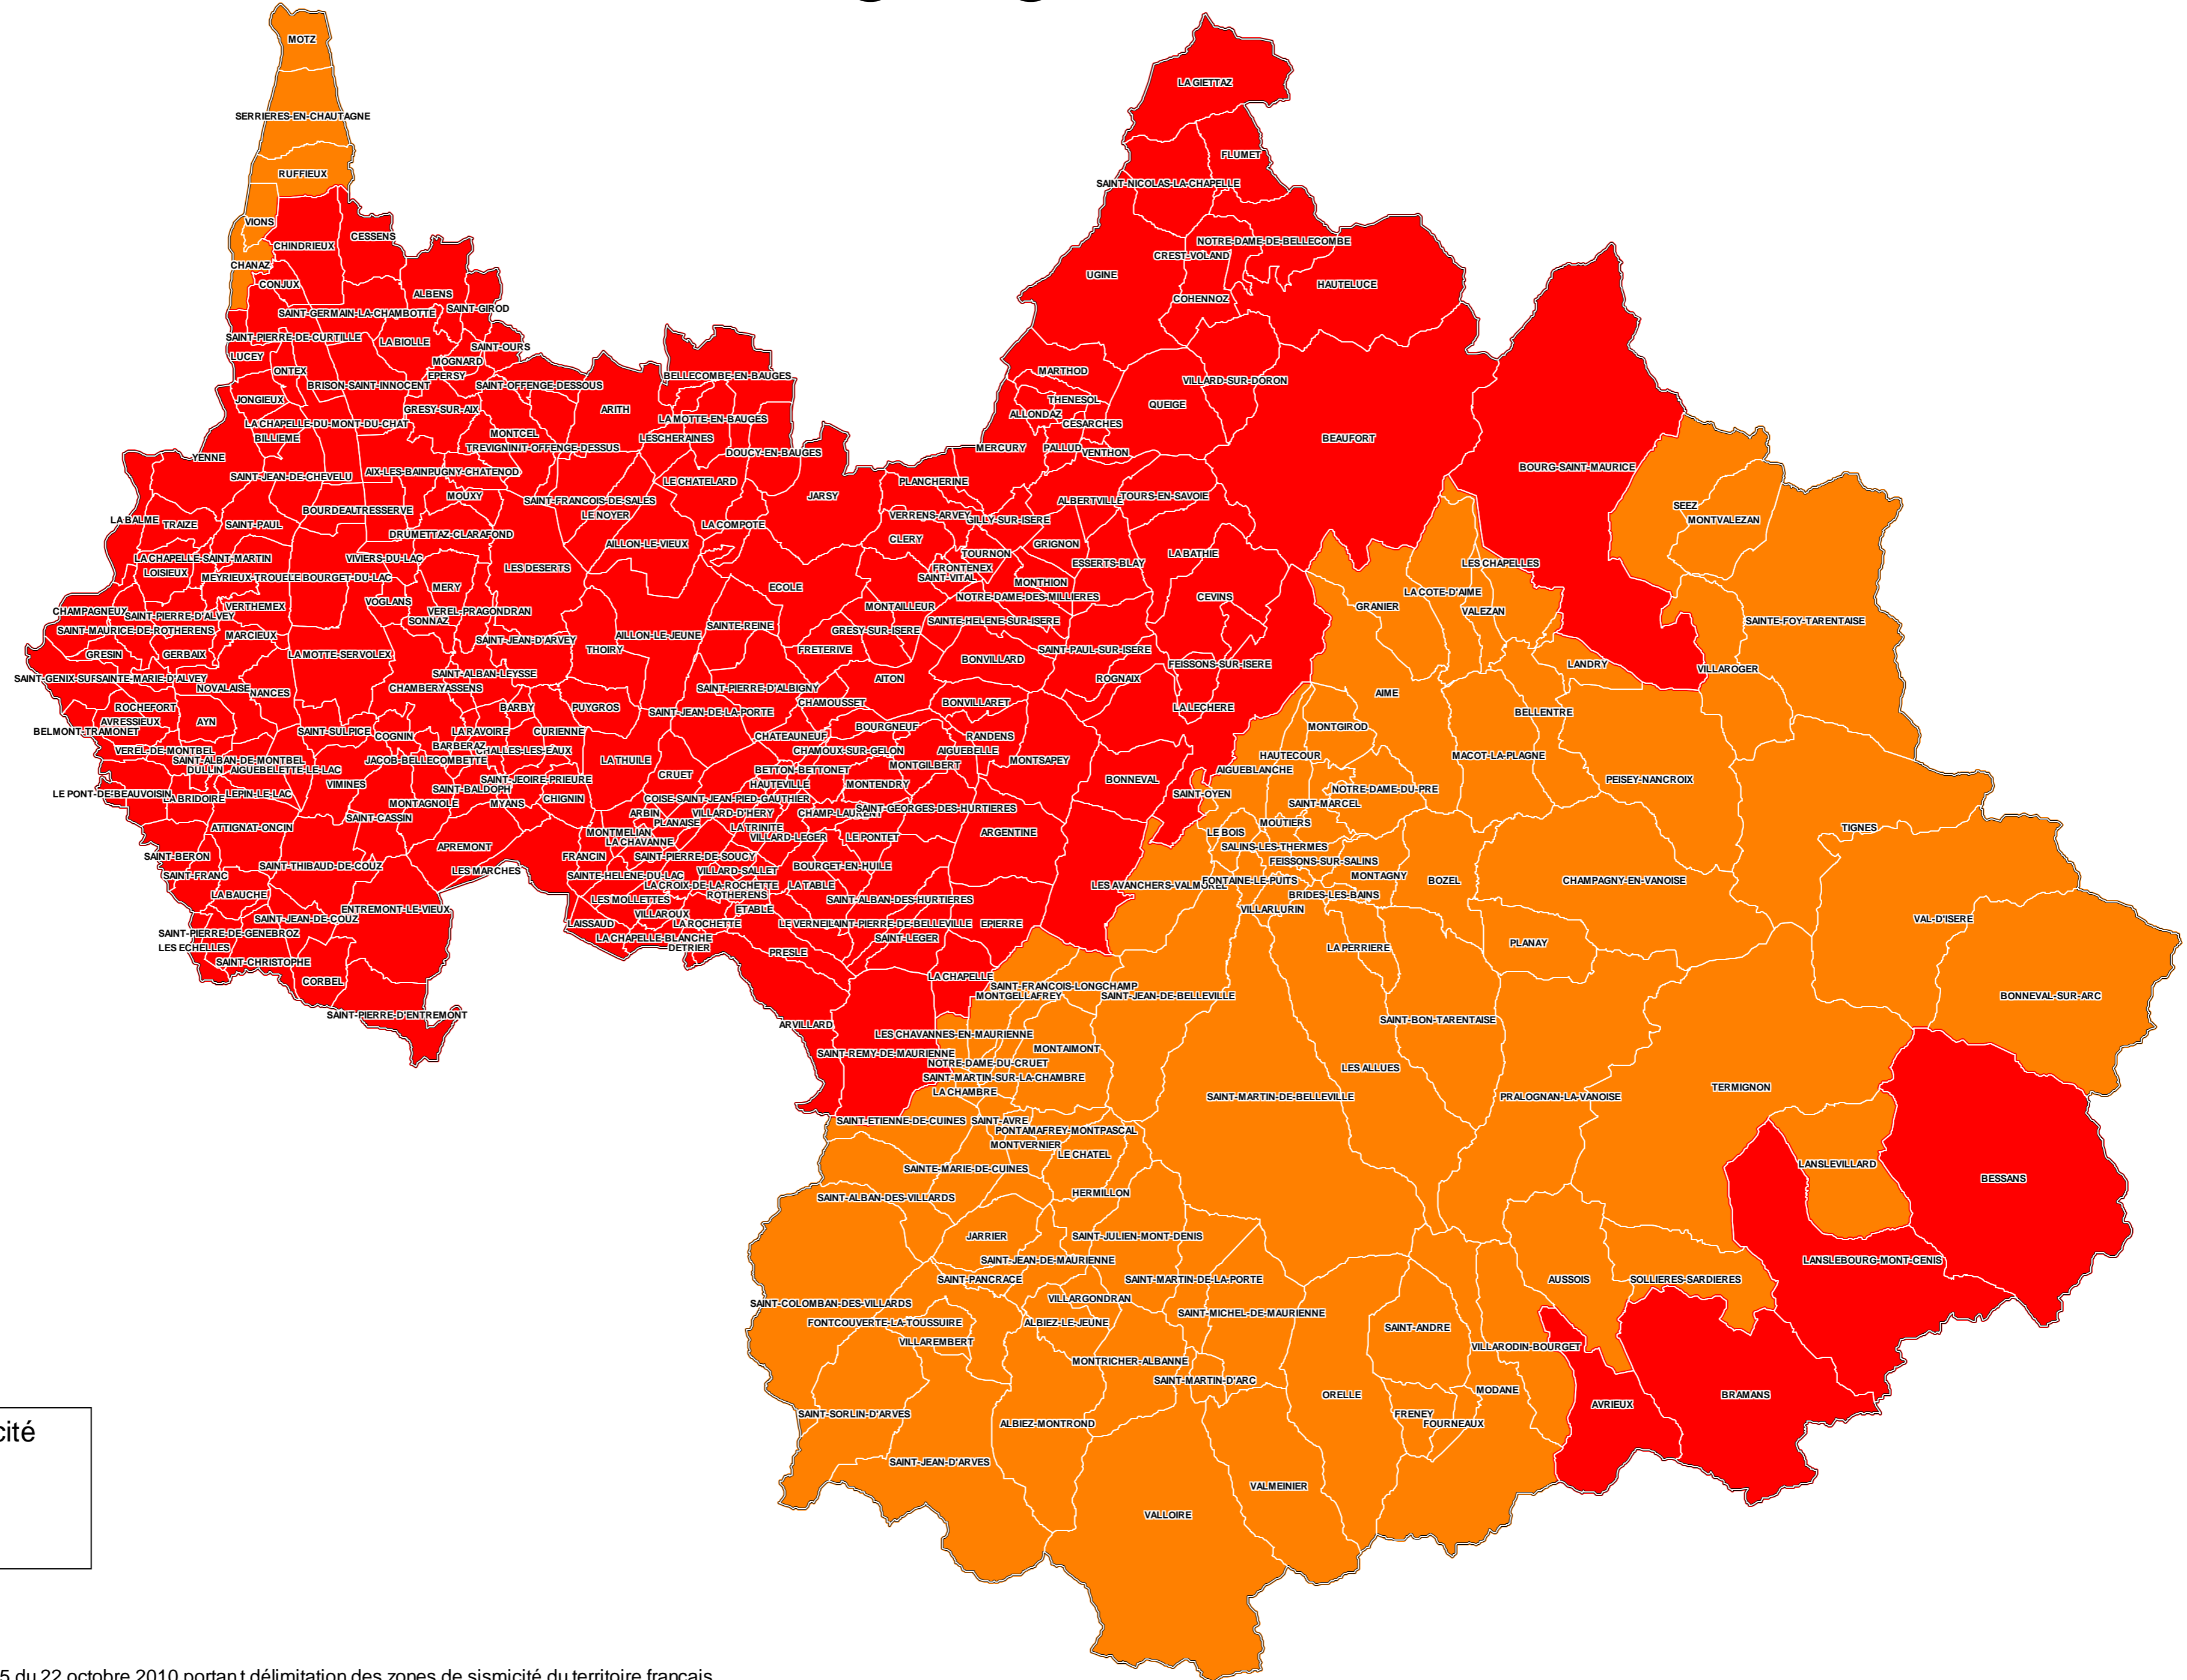 MOTZ
SERRIERES-EN-CHAUTAGNE
RUFFIEUX
VIONS
CHINDRIEUX
CESSENS
CHANAZ
CONJUX
ALBENS
SAINT-GERMAIN-LA-CHAMBOTTE
SAINT-GIROD
SAINT-PIERRE-DE-CURTILLE
LA BIOLLE
SAINT-OURS
LUCEY
MOGNARD
ONTEX
EPERSY
BRISON-SAINT-INNOCENT
SAINT-OFFENGE-DESSOUS
JONGIEUX
GRESY-SUR-AIX
ARITH
BELLECOMBE-EN-BAUGES
LA CHAPELLE-DU-MONT-DU-CHAT
BILLIEME
MONTCEL
LA MOTTE-EN-BAUGES
LESCHERAINES
TREVIGNINIT-OFFENGE-DESSUS
DOUCY-EN-BAUGES
YENNE
SAINT-JEAN-DE-CHEVELU
AIX-LES-BAINPUGNY-CHATENOD
LE CHATELARD
JARSY
MOUXY
SAINT-FRANCOIS-DE-SALES
LE NOYER
BOURDEAUTRESSERVE
LA BALME
TRAIZE
SAINT-PAUL
LA COMPOTE
DRUMETTAZ-CLARAFOND
AILLON-LE-VIEUX
LA CHAPELLE-SAINT-MARTIN
VIVIERS-DU-LAC
LES DESERTS
LOISIEUX
MEYRIEUX-TROUELE BOURGET-DU-LAC
MERY
ECOLE
VOGLANS
CHAMPAGNEUX
SAINT-PIERRE-D'ALVEY
VERTHEMEX
VEREL-PRAGONDRAN
SONNAZ
SAINT-MAURICE-DE-ROTHERENS
MARCIEUX
SAINT-JEAN-D'ARVEY
AILLON-LE-JEUNE
SAINTE-REINE
GRESIN
GERBAIX
LA MOTTE-SERVOLEX
THOIRY
SAINT-GENIX-SUFSAINTE-MARIE-D'ALVEY
NOVALAISE
NANCES
SAINT-ALBAN-LEYSSE
CHAMBERYASSENS
SAINT-PIERRE-D'ALBIGNY
ROCHEFORT
AVRESSIEUX
AYN
BARBY
PUYGROS
SAINT-JEAN-DE-LA-PORTE
BELMONT-TRAMONET
SAINT-SULPICE
COGNIN
LA RAVOIRE
CURIENNE
VEREL-DE-MONTBEL
BARBERAZ
CHALLES-LES-EAUX
SAINT-ALBAN-DE-MONTBEL
JACOB-BELLECOMBETTE
LA THUILE
DULLIN
AIGUEBELETTE-LE-LAC
CRUET
LE PONT-DE-BEAUVOISIN
LA BRIDOIRE
LEPIN-LE-LAC
VIMINES
SAINT-BALDOPH
SAINT-JEOIRE-PRIEURE
MONTAGNOLE
MYANS
CHIGNIN
SAINT-CASSIN
ATTIGNAT-ONCIN
APREMONT
SAINT-BERON
SAINT-THIBAUD-DE-COUZ
LES MARCHES
SAINT-FRANC
LA BAUCHE
ENTREMONT-LE-VIEUX
SAINT-JEAN-DE-COUZ
SAINT-PIERRE-DE-GENEBROZ
LES ECHELLES
SAINT-CHRISTOPHE
CORBEL
SAINT-PIERRE-D'ENTREMONT
LA GIETTAZ
FLUMET
SAINT-NICOLAS-LA-CHAPELLE
NOTRE-DAME-DE-BELLECOMBE
CREST-VOLAND
UGINE
HAUTELUCE
COHENNOZ
MARTHOD
VILLARD-SUR-DORON
THENESOL
QUEIGE
ALLONDAZ
CESARCHES
BEAUFORT
MERCURY
PALLUD
VENTHON
BOURG-SAINT-MAURICE
PLANCHERINE
ALBERTVILLE
TOURS-EN-SAVOIE
VERRENS-ARVEY
GILLY-SUR-ISERE
CLERY
GRIGNON
TOURNON
LA BATHIE
FRONTENEX
SAINT-VITAL
ESSERTS-BLAY
MONTHION
NOTRE-DAME-DES-MILLIERES
CEVINS
MONTAILLEUR
SAINTE-HELENE-SUR-ISERE
GRESY-SUR-ISERE
FRETERIVE
SAINT-PAUL-SUR-ISERE
BONVILLARD
FEISSONS-SUR-ISERE
AITON
ROGNAIX
CHAMOUSSET
BONVILLARET
LA LECHERE
BOURGNEUF
CHATEAUNEUF
RANDENS
CHAMOUX-SUR-GELON
AIGUEBELLE
MONTSAPEY
BETTON-BETTONET
MONTGILBERT
BONNEVAL
HAUTEVILLE
MONTENDRY
COISE-SAINT-JEAN-PIED-GAUTHIER
SAINT-GEORGES-DES-HURTIERES
ARBIN
VILLARD-D'HERY
CHAMP-LAURENT
PLANAISE
LA TRINITE
MONTMELIAN
VILLARD-LEGER
LE PONTET
ARGENTINE
LA CHAVANNE
FRANCIN
SAINT-PIERRE-DE-SOUCY
BOURGET-EN-HUILE
SAINTE-HELENE-DU-LAC
VILLARD-SALLET
LA CROIX-DE-LA-ROCHETTE
LA TABLE
ROTHERENS
LES MOLLETTES
SAINT-ALBAN-DES-HURTIERES
ETABLE
VILLAROUX
LAISSAUD
LA ROCHETTE
LE VERNEILAINT-PIERRE-DE-BELLEVILLE
EPIERRE
LA CHAPELLE-BLANCHE
SAINT-LEGER
DETRIER
PRESLE
LA CHAPELLE
ARVILLARD
SAINT-REMY-DE-MAURIENNE
SEEZ
MONTVALEZAN
LES CHAPELLES
LA COTE-D'AIME
GRANIER
VALEZAN
SAINTE-FOY-TARENTAISE
LANDRY
VILLAROGER
AIME
BELLENTRE
MONTGIROD
HAUTECOUR
MACOT-LA-PLAGNE
AIGUEBLANCHE
PEISEY-NANCROIX
SAINT-OYEN
NOTRE-DAME-DU-PRE
SAINT-MARCEL
MOUTIERS
LE BOIS
TIGNES
SALINS-LES-THERMES
FEISSONS-SUR-SALINS
LES AVANCHERS-VALMOREL
FONTAINE-LE-PUITS
MONTAGNY
BOZEL
CHAMPAGNY-EN-VANOISE
BRIDES-LES-BAINS
VILLARLURIN
VAL-D'ISERE
LA PERRIERE
PLANAY
SAINT-FRANCOIS-LONGCHAMP
MONTGELLAFREY
SAINT-JEAN-DE-BELLEVILLE
BONNEVAL-SUR-ARC
SAINT-BON-TARENTAISE
LES CHAVANNES-EN-MAURIENNE
MONTAIMONT
NOTRE-DAME-DU-CRUET
LES ALLUES
SAINT-MARTIN-SUR-LA-CHAMBRE
TERMIGNON
LA CHAMBRE
SAINT-MARTIN-DE-BELLEVILLE
PRALOGNAN-LA-VANOISE
SAINT-ETIENNE-DE-CUINES
SAINT-AVRE
PONTAMAFREY-MONTPASCAL
MONTVERNIER
LE CHATEL
SAINTE-MARIE-DE-CUINES
LANSLEVILLARD
BESSANS
SAINT-ALBAN-DES-VILLARDS
HERMILLON
JARRIER
SAINT-JULIEN-MONT-DENIS
SAINT-JEAN-DE-MAURIENNE
LANSLEBOURG-MONT-CENIS
SAINT-PANCRACE
SAINT-MARTIN-DE-LA-PORTE
AUSSOIS
SOLLIERES-SARDIERES
SAINT-COLOMBAN-DES-VILLARDS
VILLARGONDRAN
SAINT-MICHEL-DE-MAURIENNE
FONTCOUVERTE-LA-TOUSSUIRE
ALBIEZ-LE-JEUNE
SAINT-ANDRE
VILLAREMBERT
VILLARODIN-BOURGET
MONTRICHER-ALBANNE
SAINT-MARTIN-D'ARC
ORELLE
MODANE
BRAMANS
AVRIEUX
SAINT-SORLIN-D'ARVES
ALBIEZ-MONTROND
FRENEY
FOURNEAUX
SAINT-JEAN-D'ARVES
VALMEINIER
VALLOIRE
cité
5 du 22 octobre 2010 portan t délimitation des zones de sismicité du territoire français